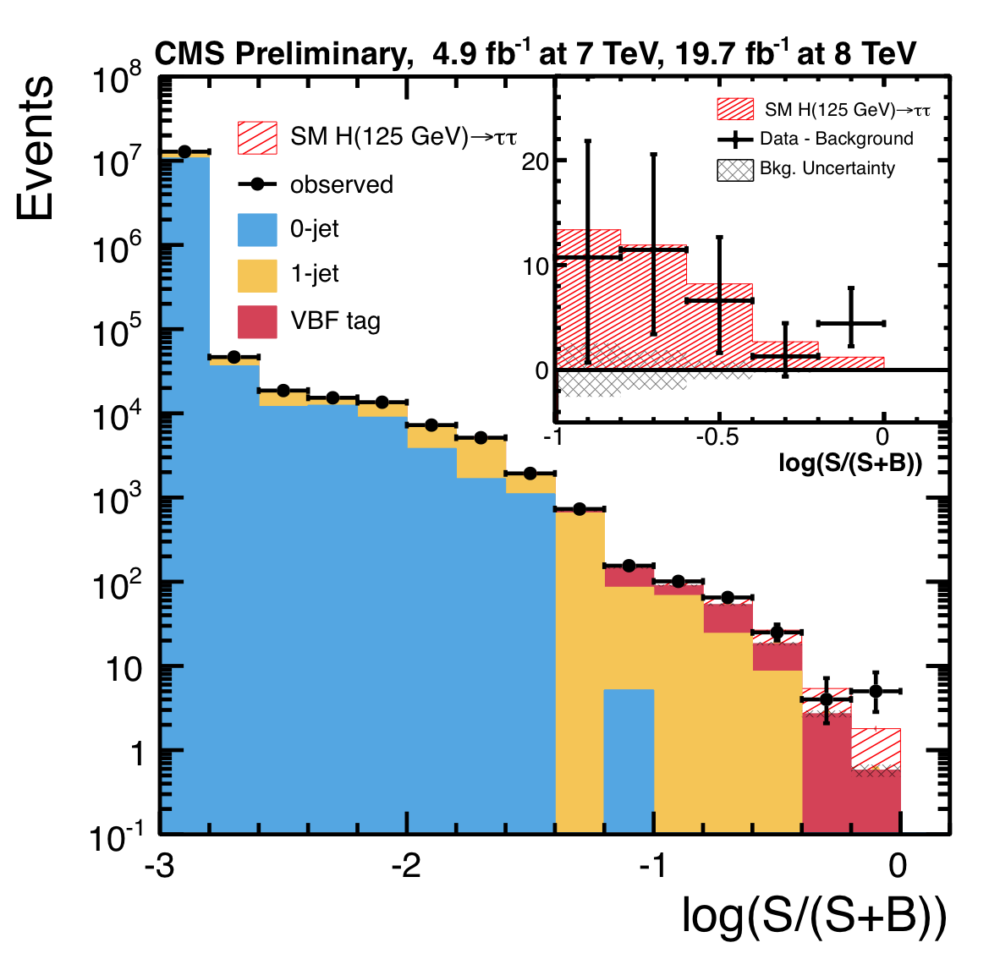 CMS Preliminary, 4.9 fb-1 at 7 TeV, 19.7 fb-1 at 8 TeV
Events
10^8
10^7
10^6
10^5
10^4
10^3
10^2
10
1
10^-1
SM H(125 GeV)→ττ
observed
0-jet
1-jet
VBF tag
SM H(125 GeV)→ττ
Data - Background
Bkg. Uncertainty
20
10
0
-1 -0.5 0
log(S/(S+B))
-3 -2 -1 0
log(S/(S+B))